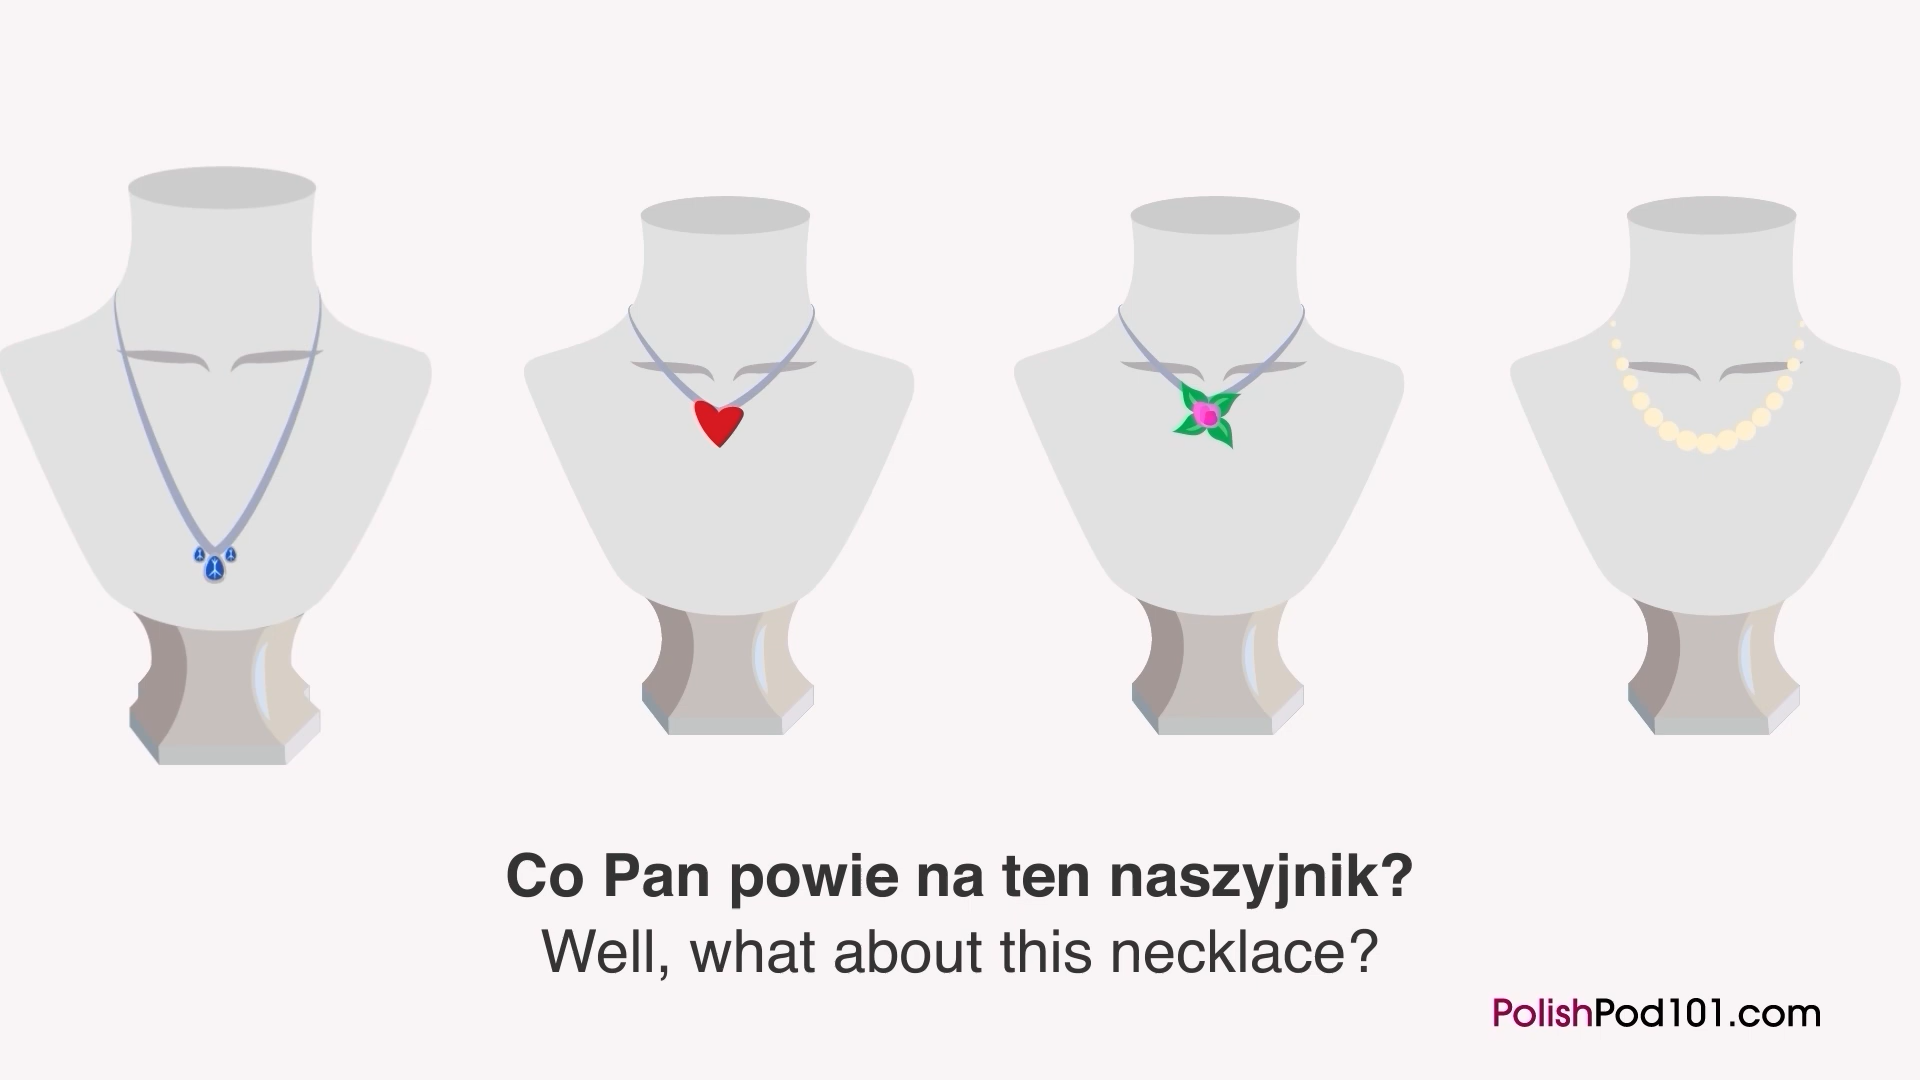 Co Pan powie na ten naszyjnik?
Well, what about this necklace?
PolishPod101.com